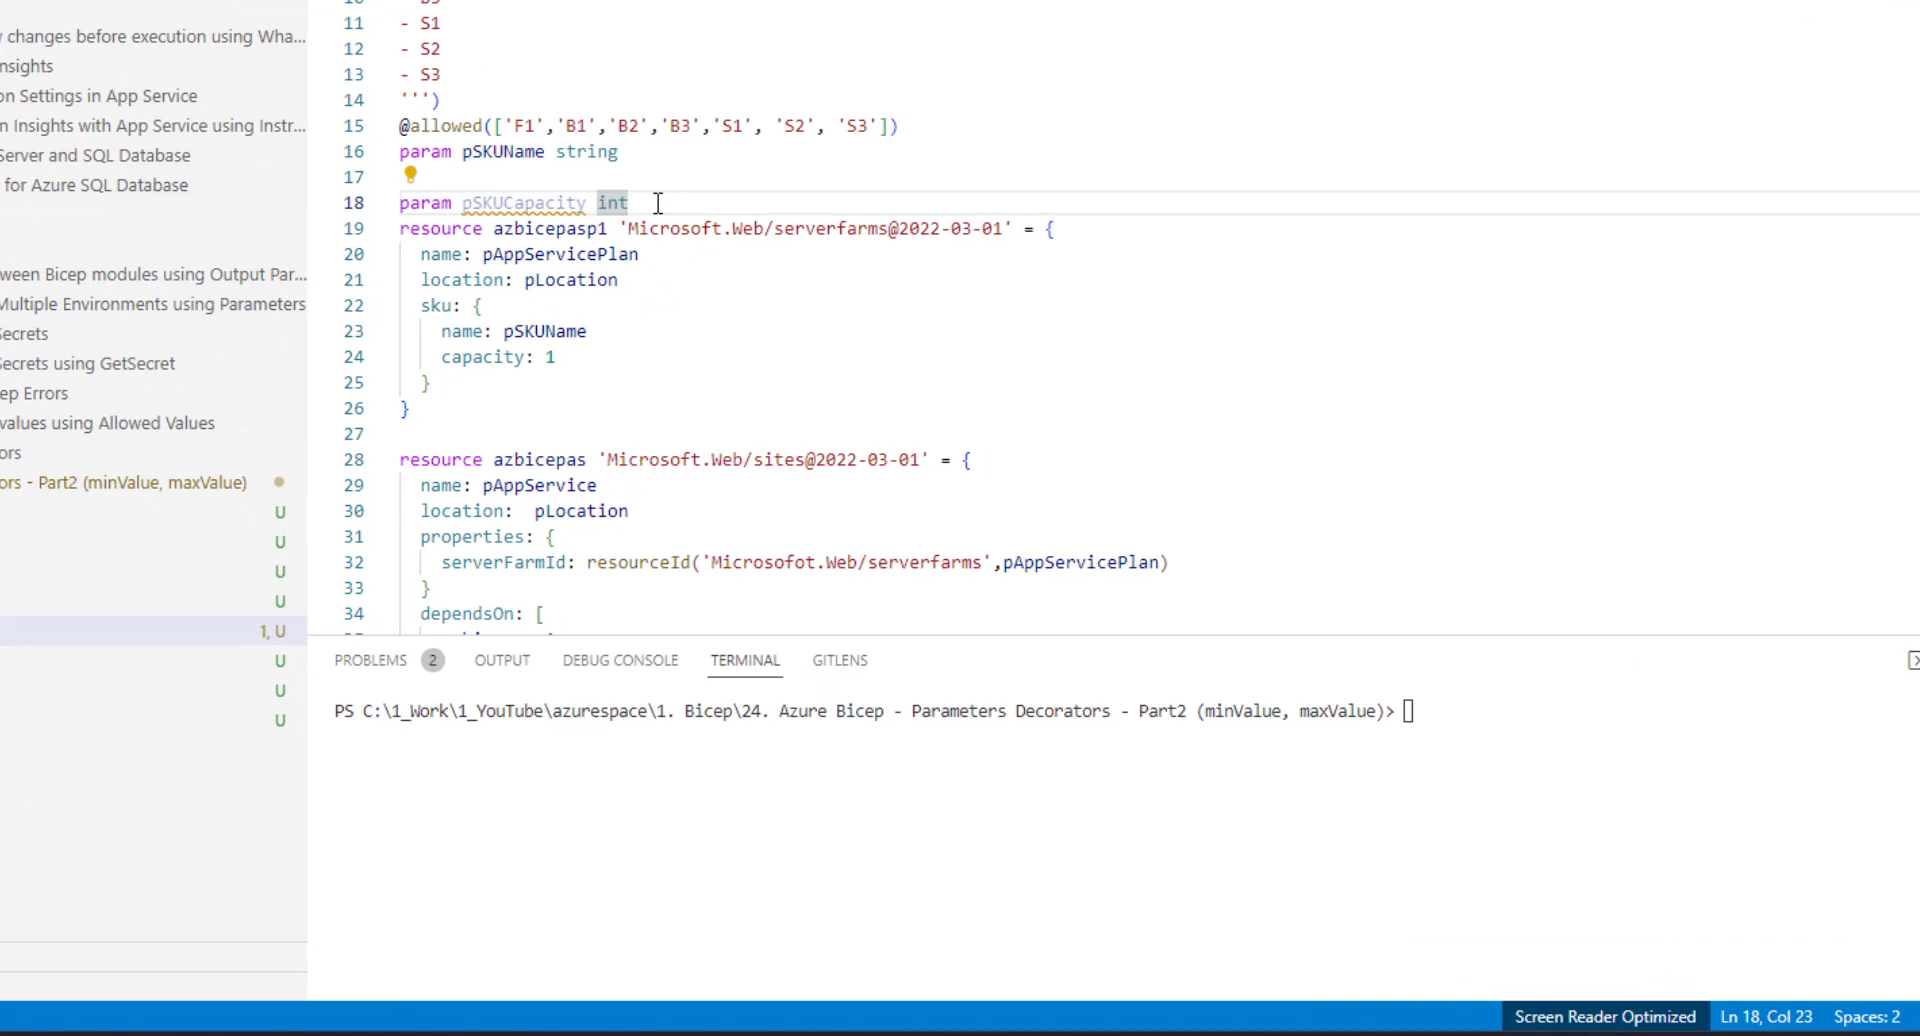 changes before execution using Wha...
nsights
on Settings in App Service
n Insights with App Service using Instr...
Server and SQL Database
for Azure SQL Database
ween Bicep modules using Output Par...
Multiple Environments using Parameters
Secrets
Secrets using GetSecret
ep Errors
values using Allowed Values
ors
ors - Part2 (minValue, maxValue)
U
U
U
U
1, U
U
U
U
11 - S1
12 - S2
13 - S3
14 ''')
15 @allowed(['F1','B1','B2','B3','S1', 'S2', 'S3'])
16 param pSKUName string
17
18 param pSKUCapacity int
19 resource azbicepasp1 'Microsoft.Web/serverfarms@2022-03-01' = {
20 name: pAppServicePlan
21 location: pLocation
22 sku: {
23 name: pSKUName
24 capacity: 1
25 }
26 }
27
28 resource azbicepas 'Microsoft.Web/sites@2022-03-01' = {
29 name: pAppService
30 location:  pLocation
31 properties: {
32 serverFarmId: resourceId('Microsofot.Web/serverfarms',pAppServicePlan)
33 }
34 dependsOn: [
PROBLEMS 2 OUTPUT DEBUG CONSOLE TERMINAL GITLENS
PS C:\1_Work\1_YouTube\azurespace\1. Bicep\24. Azure Bicep - Parameters Decorators - Part2 (minValue, maxValue)>
Screen Reader Optimized Ln 18, Col 23 Spaces: 2